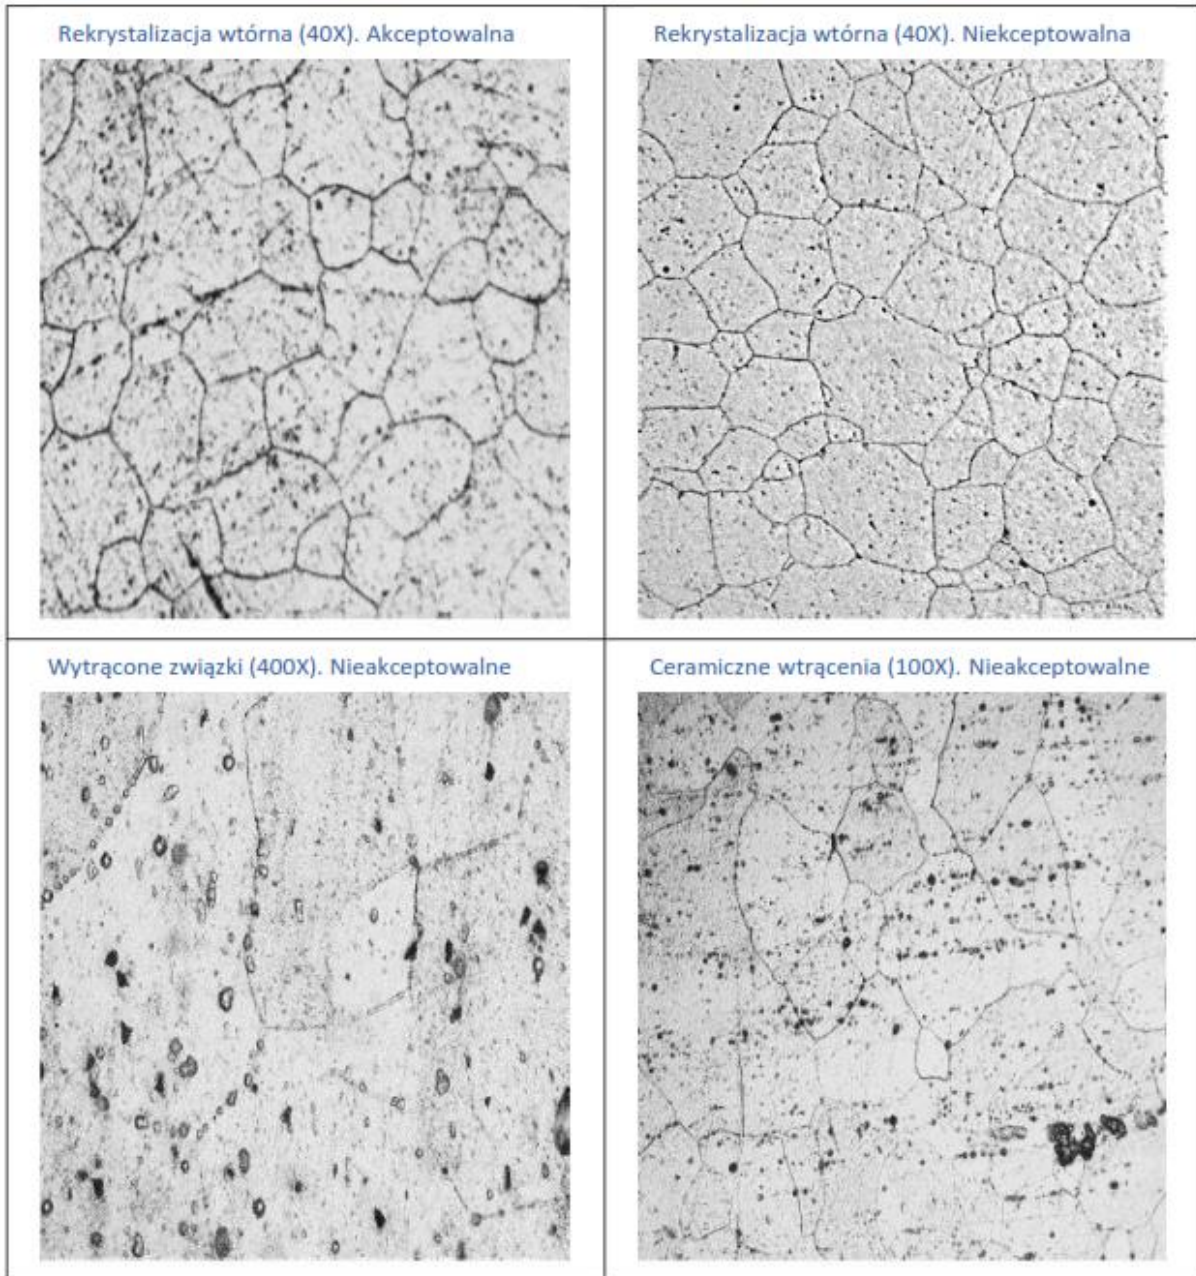 Rekrystalizacja wtórna (40X). Akceptowalna
Rekrystalizacja wtórna (40X). Niekceptowalna
Wytrącone związki (400X). Nieakceptowalne
Ceramiczne wtrącenia (100X). Nieakceptowalne